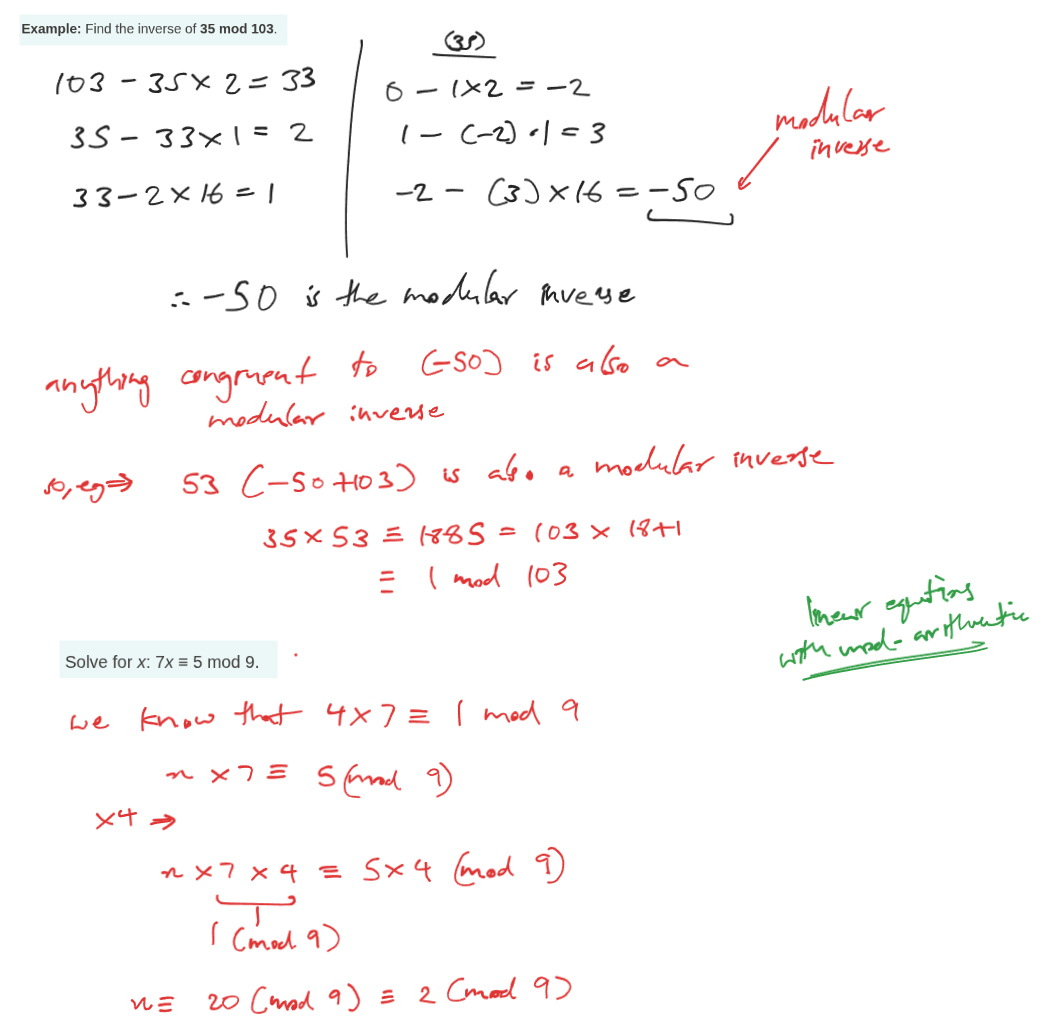 Example: Find the inverse of 35 mod 103.
103 - 35 × 2 = 33
35 - 33 × 1 = 2
33 - 2 × 16 = 1
(35)
0 - 1×2 = -2
1 - (-2) · 1 = 3
-2 - (3) × 16 = -50
modular
inverse
∴ -50 is the modular inverse
anything congruent to (-50) is also a
modular inverse
so, eg ⇒ 53 (-50+103) is also a modular inverse
35 × 53 ≡ 1885 = 103 × 18+1
≡ 1 mod 103
linear equations
with mod-arithmetic
Solve for x: 7x ≡ 5 mod 9.
we know that 4×7 ≡ 1 mod 9
x × 7 ≡ 5 (mod 9)
×4 ⇒
x × 7 × 4 ≡ 5×4 (mod 9)
1 (mod 9)
x ≡ 20 (mod 9) ≡ 2 (mod 9)